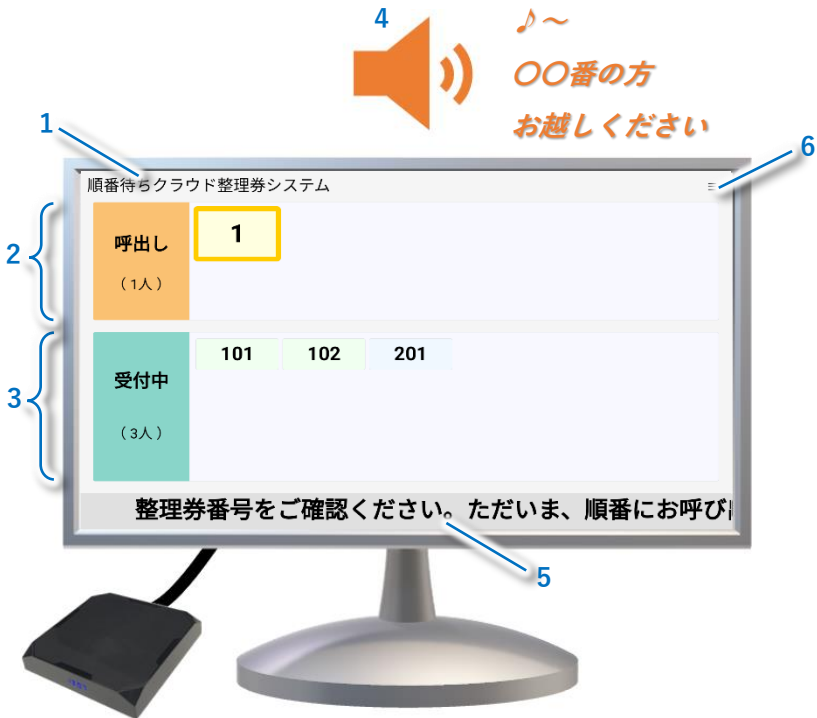 4
♪～
〇〇番の方
お越しください
1
6
順番待ちクラウド整理券システム
2
呼出し
（1人）
1
3
受付中
（3人）
101 102 201
整理券番号をご確認ください。ただいま、順番にお呼び
5